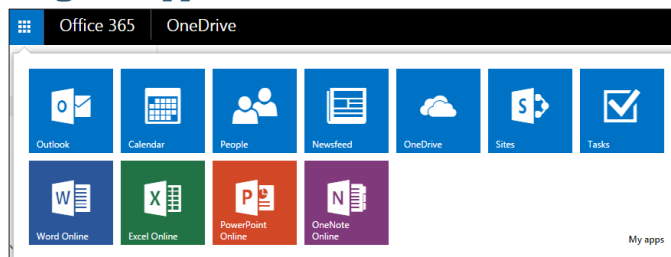 Office 365 OneDrive
Outlook Calendar People Newsfeed OneDrive Sites Tasks
Word Online Excel Online PowerPoint Online OneNote Online
My apps